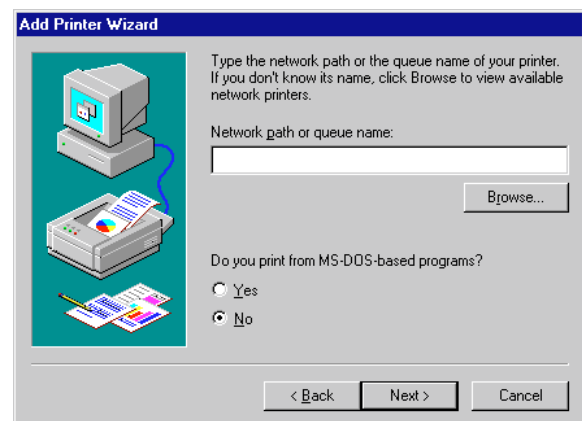 Add Printer Wizard
Type the network path or the queue name of your printer.
If you don't know its name, click Browse to view available
network printers.
Network path or queue name:
Browse...
Do you print from MS-DOS-based programs?
Yes
No
< Back
Next >
Cancel